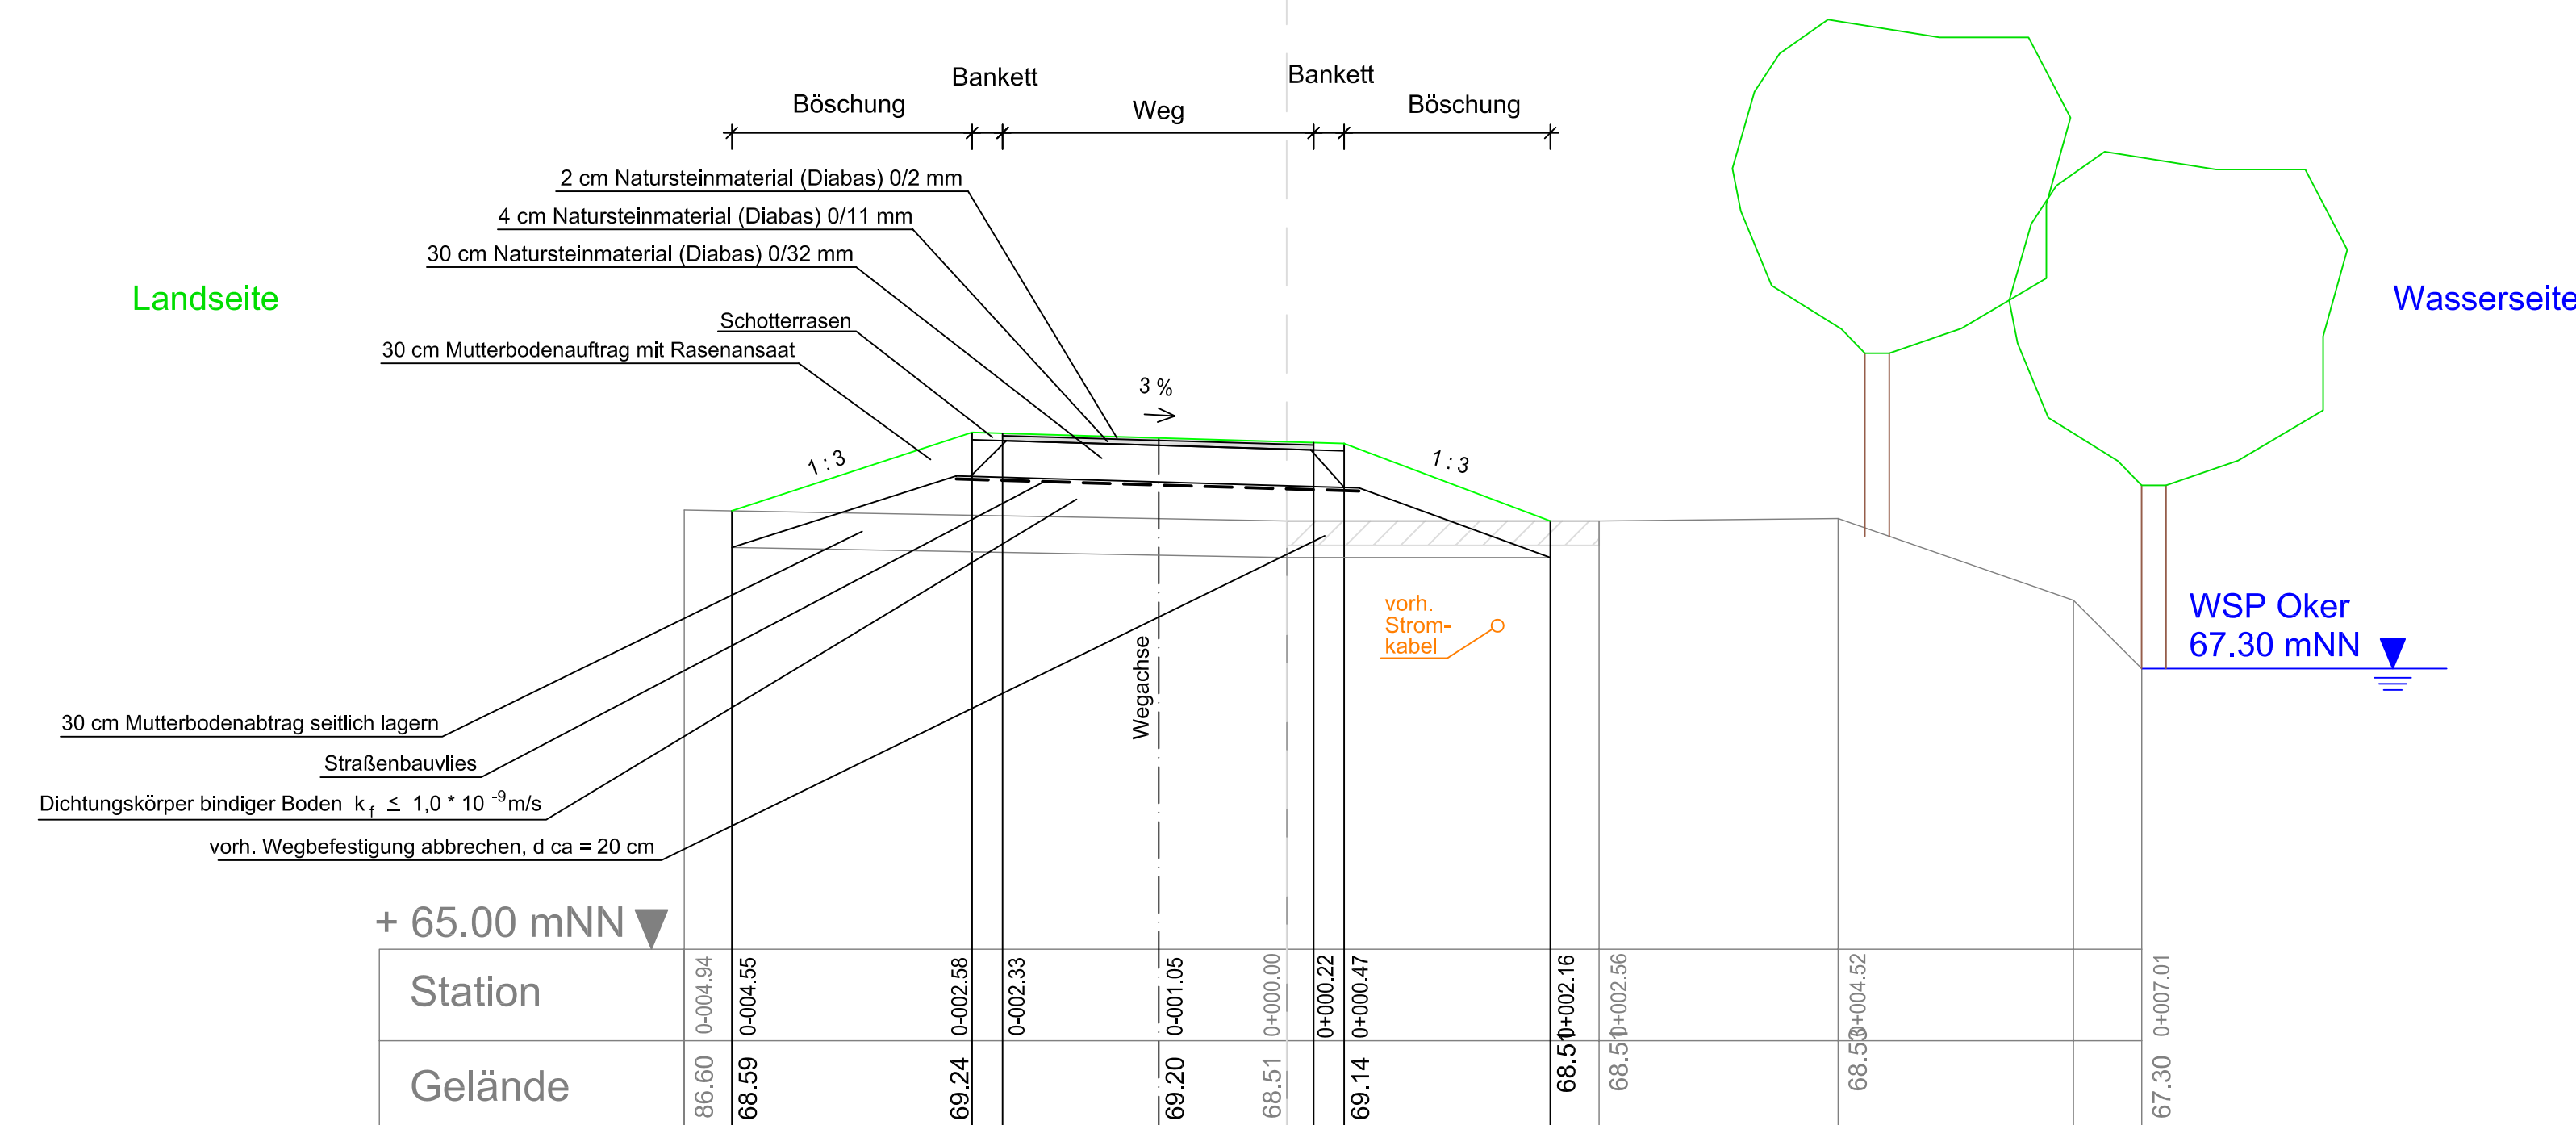 Bankett
Bankett
Böschung
Weg
Böschung
2 cm Natursteinmaterial (Diabas) 0/2 mm
4 cm Natursteinmaterial (Diabas) 0/11 mm
30 cm Natursteinmaterial (Diabas) 0/32 mm
Landseite
Wasserseite
Schotterrasen
30 cm Mutterbodenauftrag mit Rasenansaat
3 %
1 : 3
1 : 3
vorh.
Strom-
kabel
WSP Oker
67.30 mNN
Wegachse
30 cm Mutterbodenabtrag seitlich lagern
Straßenbauvlies
Dichtungskörper bindiger Boden k f ≤ 1,0 * 10 -9 m/s
vorh. Wegbefestigung abbrechen, d ca = 20 cm
+ 65.00 mNN
Station
0-004.94
0-004.55
0-002.58
0-002.33
0-001.05
0+000.00
0+000.22
0+000.47
0+002.16
0+002.56
0+004.52
0+007.01
Gelände
86.60
68.59
69.24
69.20
68.51
69.14
68.51
68.51
68.53
67.30